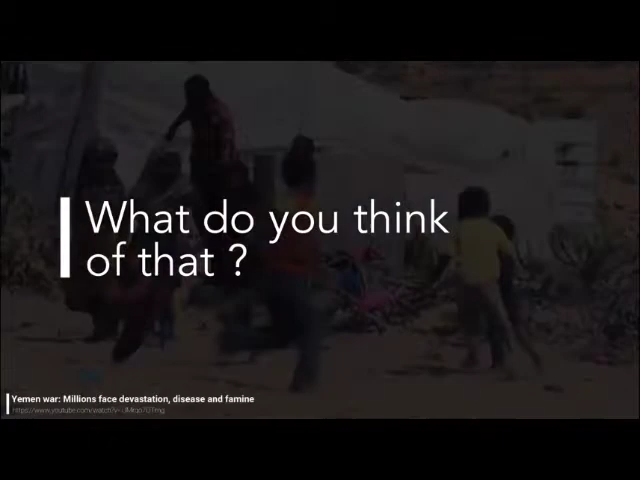 What do you think
of that ?
Yemen war: Millions face devastation, disease and famine